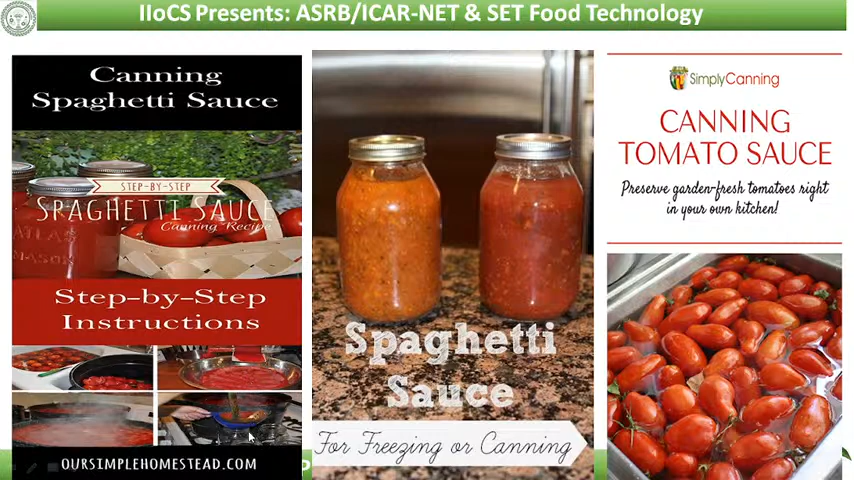 IIoCS Presents: ASRB/ICAR-NET & SET Food Technology
Canning
Spaghetti Sauce
STEP-BY-STEP
SPAGHETTI SAUCE
Canning Recipe
ATLAS
MASON
Step-by-Step
Instructions
OURSIMPLEHOMESTEAD.COM
Spaghetti
Sauce
For Freezing or Canning
SimplyCanning
CANNING
TOMATO SAUCE
Preserve garden-fresh tomatoes right
in your own kitchen!